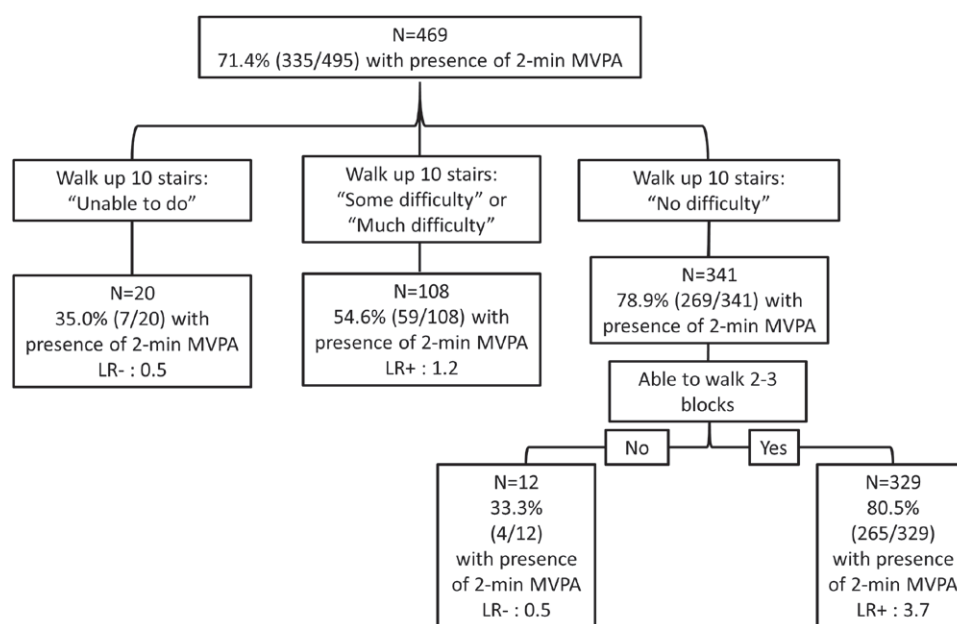 N=469
71.4% (335/495) with presence of 2-min MVPA
Walk up 10 stairs:
“Unable to do”
Walk up 10 stairs:
“Some difficulty” or
“Much difficulty”
Walk up 10 stairs:
“No difficulty”
N=20
35.0% (7/20) with
presence of 2-min MVPA
LR- : 0.5
N=108
54.6% (59/108) with
presence of 2-min MVPA
LR+ : 1.2
N=341
78.9% (269/341) with
presence of 2-min MVPA
Able to walk 2-3
blocks
No
Yes
N=12
33.3%
(4/12)
with presence
of 2-min MVPA
LR- : 0.5
N=329
80.5%
(265/329)
with presence
of 2-min MVPA
LR+ : 3.7